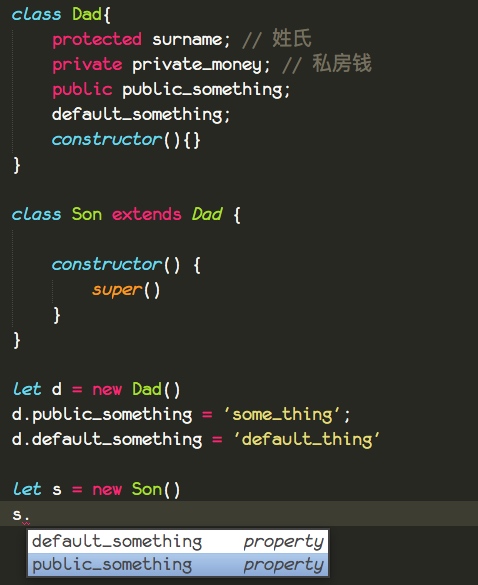 class Dad{
protected surname; // 姓氏
private private_money; // 私房钱
public public_something;
default_something;
constructor(){}
}
class Son extends Dad {
constructor() {
super()
}
}
let d = new Dad()
d.public_something = 'some_thing';
d.default_something = 'default_thing'
let s = new Son()
s.
default_something property
public_something property